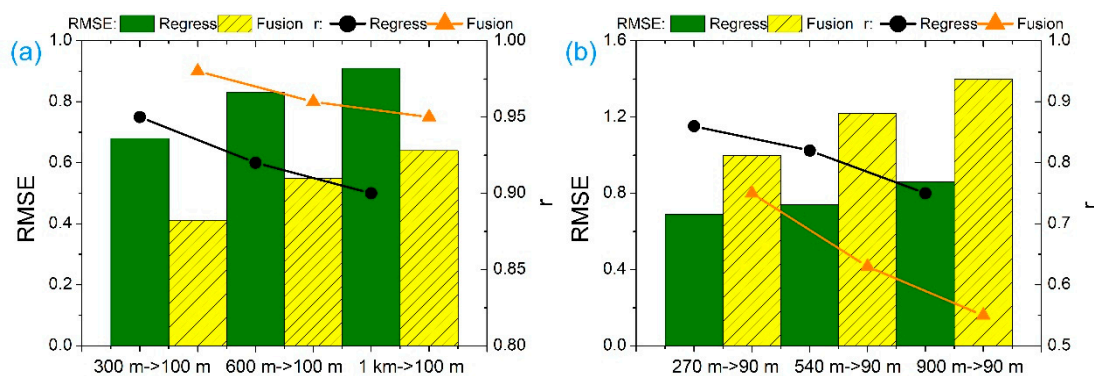 RMSE: Regress Fusion r: Regress Fusion
(a)
1.0
0.8
0.6
0.4
0.2
0.0
RMSE
1.00
0.95
0.90
0.85
0.80
r
300 m->100 m 600 m->100 m 1 km->100 m
RMSE: Regress Fusion r: Regress Fusion
(b)
1.6
1.2
0.8
0.4
0.0
RMSE
1.0
0.9
0.8
0.7
0.6
0.5
r
270 m->90 m 540 m->90 m 900 m->90 m